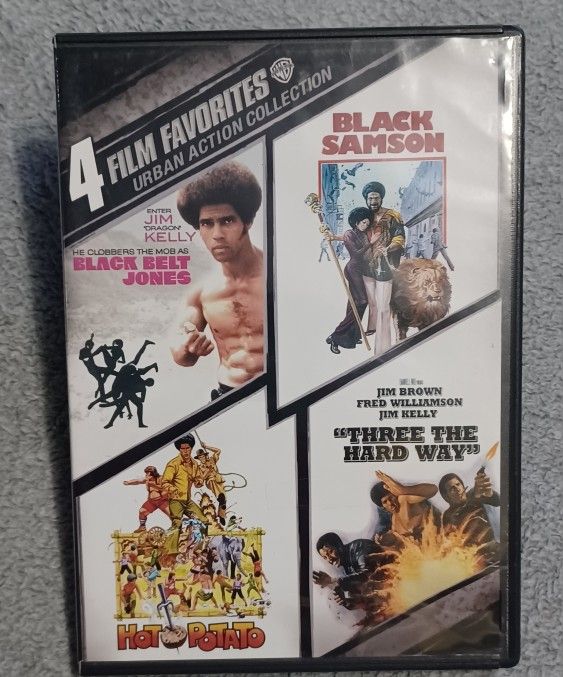 4 FILM FAVORITES
URBAN ACTION COLLECTION
ENTER
JIM
"DRAGON"
KELLY
HE CLOBBERS THE MOB AS
BLACK BELT
JONES
BLACK
SAMSON
HOT POTATO
JIM BROWN
FRED WILLIAMSON
JIM KELLY
"THREE THE
HARD WAY"